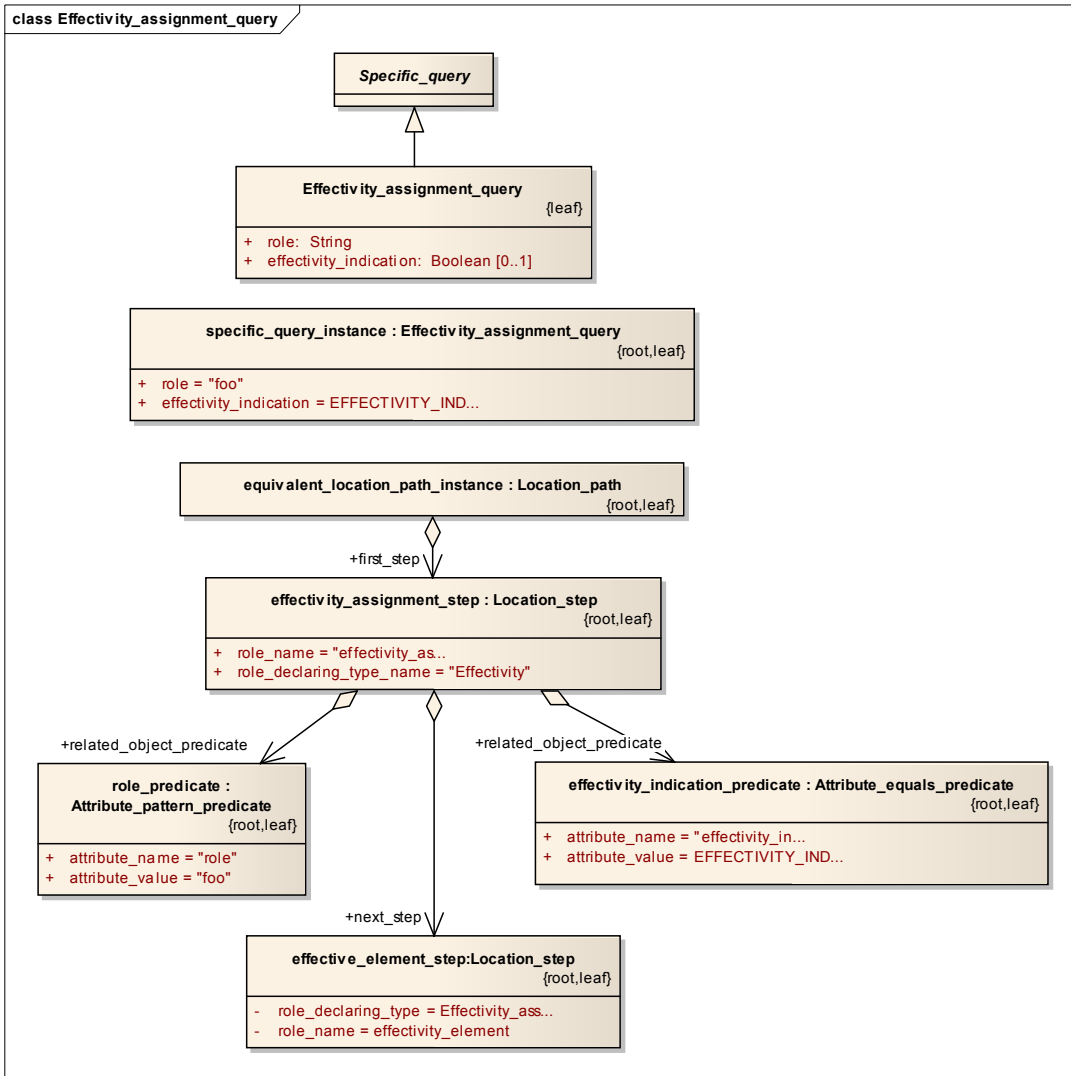 class Effectivity_assignment_query
Specific_query
Effectivity_assignment_query
{leaf}
+ role: String
+ effectivity_indication: Boolean [0..1]
specific_query_instance : Effectivity_assignment_query
{root,leaf}
+ role = "foo"
+ effectivity_indication = EFFECTIVITY_IND...
equivalent_location_path_instance : Location_path
{root,leaf}
+first_step
effectivity_assignment_step : Location_step
{root,leaf}
+ role_name = "effectivity_as...
+ role_declaring_type_name = "Effectivity"
+related_object_predicate
+related_object_predicate
role_predicate :
Attribute_pattern_predicate
{root,leaf}
+ attribute_name = "role"
+ attribute_value = "foo"
effectivity_indication_predicate : Attribute_equals_predicate
{root,leaf}
+ attribute_name = "effectivity_in...
+ attribute_value = EFFECTIVITY_IND...
+next_step
effective_element_step:Location_step
{root,leaf}
- role_declaring_type = Effectivity_ass...
- role_name = effectivity_element